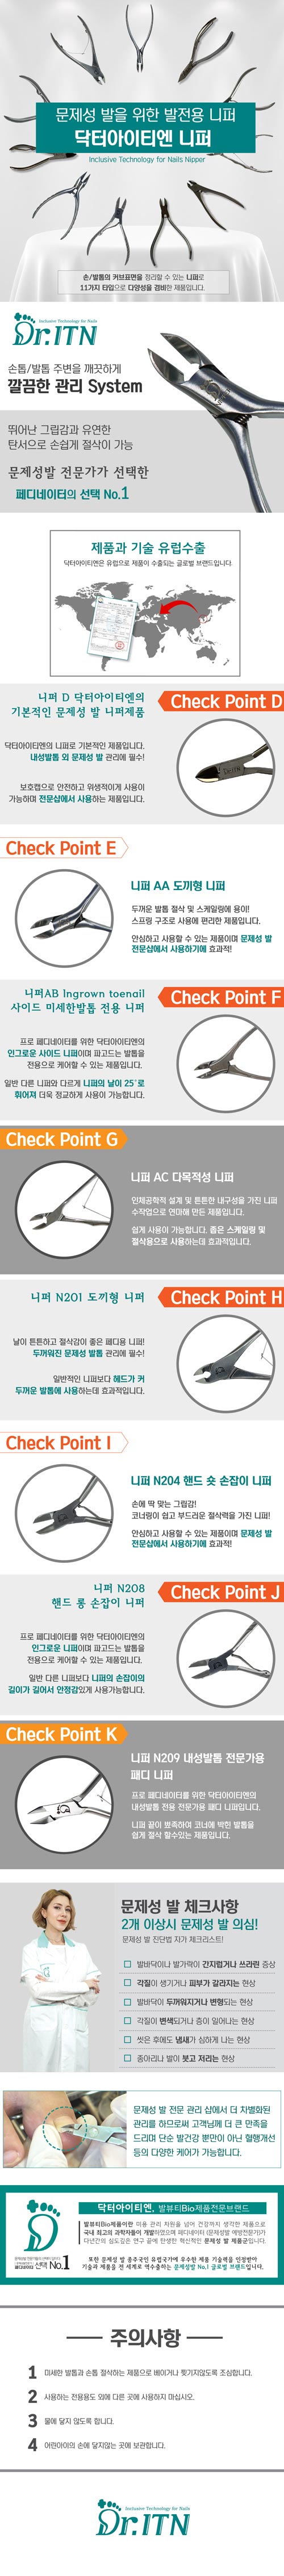 문제성 발을 위한 발전용 니퍼
닥터아이티엔 니퍼
Inclusive Technology for Nails Nipper
손/발톱의 커브표면을 정리할 수 있는 니퍼로
11가지 타입으로 다양성을 겸비한 제품입니다.
Inclusive Technology for Nails
Dr.ITN
손톱/발톱 주변을 깨끗하게
깔끔한 관리 System
뛰어난 그립감과 유연한
탄서으로 손쉽게 절삭이 가능
문제성발 전문가가 선택한
페디네이터의 선택 No.1
제품과 기술 유럽수출
닥터아이티엔은 유럽으로 제품이 수출되는 글로벌 브랜드입니다.
니퍼 D 닥터아이티엔의
기본적인 문제성 발 니퍼제품
Check Point D
닥터아이티엔의 니퍼로 기본적인 제품입니다.
내성발톱 외 문제성 발 관리에 필수!
보호캡으로 안전하고 위생적이게 사용이
가능하며 전문샵에서 사용하는 제품입니다.
Dr.ITN
Check Point E
니퍼 AA 도끼형 니퍼
두꺼운 발톱 절삭 및 스케일링에 용이!
스프링 구조로 사용에 편리한 제품입니다.
안심하고 사용할 수 있는 제품이며 문제성 발
전문샵에서 사용하기에 효과적!
니퍼AB Ingrown toenail
사이드 미세한발톱 전용 니퍼
Check Point F
프로 페디네이터를 위한 닥터아이티엔의
인그로운 사이드 니퍼이며 파고드는 발톱을
전용으로 케어할 수 있는 제품입니다.
일반 다른 니퍼와 다르게 니퍼의 날이 25˚로
휘어져 더욱 정교하게 사용이 가능합니다.
Check Point G
니퍼 AC 다목적성 니퍼
인체공학적 설계 및 튼튼한 내구성을 가진 니퍼
수작업으로 연마해 만든 제품입니다.
쉽게 사용이 가능합니다. 좁은 스케일링 및
절삭용으로 사용하는데 효과적입니다.
니퍼 N201 도끼형 니퍼
Check Point H
날이 튼튼하고 절삭감이 좋은 페디용 니퍼!
두꺼워진 문제성 발톱 관리에 필수!
일반적인 니퍼보다 헤드가 커
두꺼운 발톱에 사용하는데 효과적입니다.
Check Point I
니퍼 N204 핸드 숏 손잡이 니퍼
손에 딱 맞는 그립감!
코너링이 쉽고 부드러운 절삭력을 가진 니퍼!
안심하고 사용할 수 있는 제품이며 문제성 발
전문샵에서 사용하기에 효과적!
니퍼 N208
핸드 롱 손잡이 니퍼
Check Point J
프로 페디네이터를 위한 닥터아이티엔의
인그로운 니퍼이며 파고드는 발톱을
전용으로 케어할 수 있는 제품입니다.
일반 다른 니퍼보다 니퍼의 손잡이의
길이가 길어서 안정감있게 사용가능합니다.
Check Point K
니퍼 N209 내성발톱 전문가용
패디 니퍼
프로 페디네이터를 위한 닥터아이티엔의
내성발톱 전용 전문가용 패디 니퍼입니다.
니퍼 끝이 뾰족하여 코너에 박힌 발톱을
쉽게 절삭 할수있는 제품입니다.
문제성 발 체크사항
2개 이상시 문제성 발 의심!
문제성 발 진단법 자가 체크리스트!
발바닥이나 발가락이 간지럽거나 쓰라린 증상
각질이 생기거나 피부가 갈라지는 현상
발바닥이 두꺼워지거나 변형되는 현상
각질이 변색되거나 층이 일어나는 현상
씻은 후에도 냄새가 심하게 나는 현상
종아리나 발이 붓고 저리는 현상
문제성 발 전문 관리 샵에서 더 차별화된
관리를 하므로써 고객님께 더 큰 만족을
드리며 단순 발건강 뿐만이 아닌 혈행개선
등의 다양한 케어가 가능합니다.
닥터아이티엔, 발뷰티Bio제품전문브랜드
발뷰티Bio제품이란 미용 관리 차원을 넘어 건강까지 생각한 제품으로
국내 최고의 과학자들이 개발하였으며 페디네이터 (문제성발 예방전문가)가
다년간의 심도깊은 연구 끝에 탄생한 혁신적인 문제성 발 제품군입니다.
또한 문제성 발 종주국인 유럽국가에 우수한 제품 기술력을 인정받아
기술과 제품을 전 세계로 역수출하는 문제성발 No.1 글로벌 브랜드입니다.
선택 No.1
주의사항
1 미세한 발톱과 손톱 절삭하는 제품으로 베이거나 찢기지않도록 조심합니다.
2 사용하는 전용용도 외에 다른 곳에 사용하지 마십시오.
3 물에 닿지 않도록 합니다.
4 어린아이의 손에 닿지않는 곳에 보관합니다.
Inclusive Technology for Nails
Dr.ITN